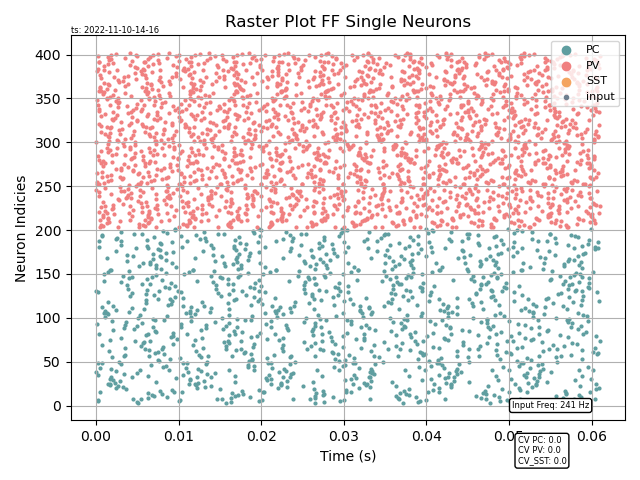 Raster Plot FF Single Neurons
ts: 2022-11-10-14-16
PC
PV
SST
input
400
350
300
250
200
150
100
50
0
Neuron Indicies
Input Freq: 241 Hz
0.00 0.01 0.02 0.03 0.04 0.05 0.06
Time (s)
CV PC: 0.0
CV PV: 0.0
CV_SST: 0.0